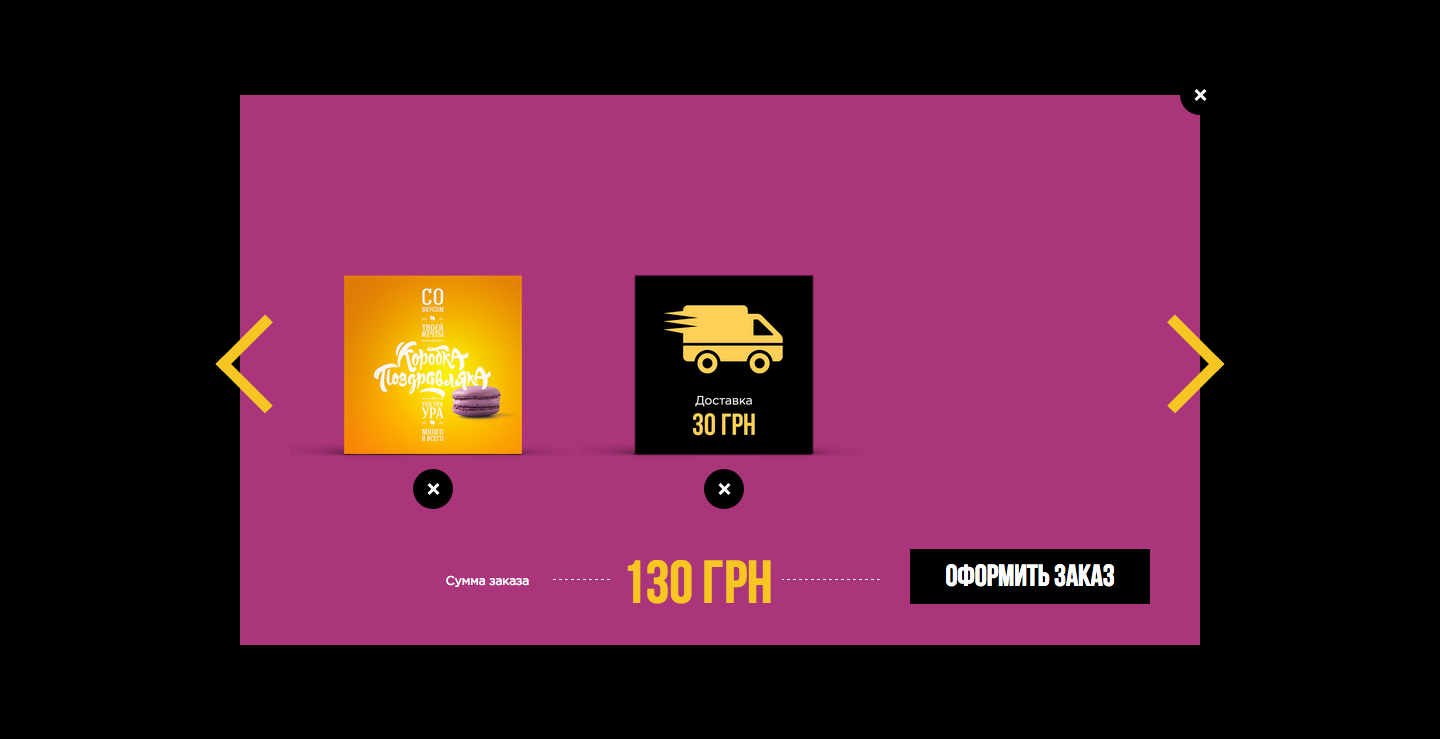 СО
ВКУСОМ
ТВОЕЙ
МЕЧТЫ
Коробка
Поздравляка
УРА УРА
УРА
МНОГО
И ВСЕГО
Доставка
30 ГРН
Сумма заказа
130 ГРН
ОФОРМИТЬ ЗАКАЗ